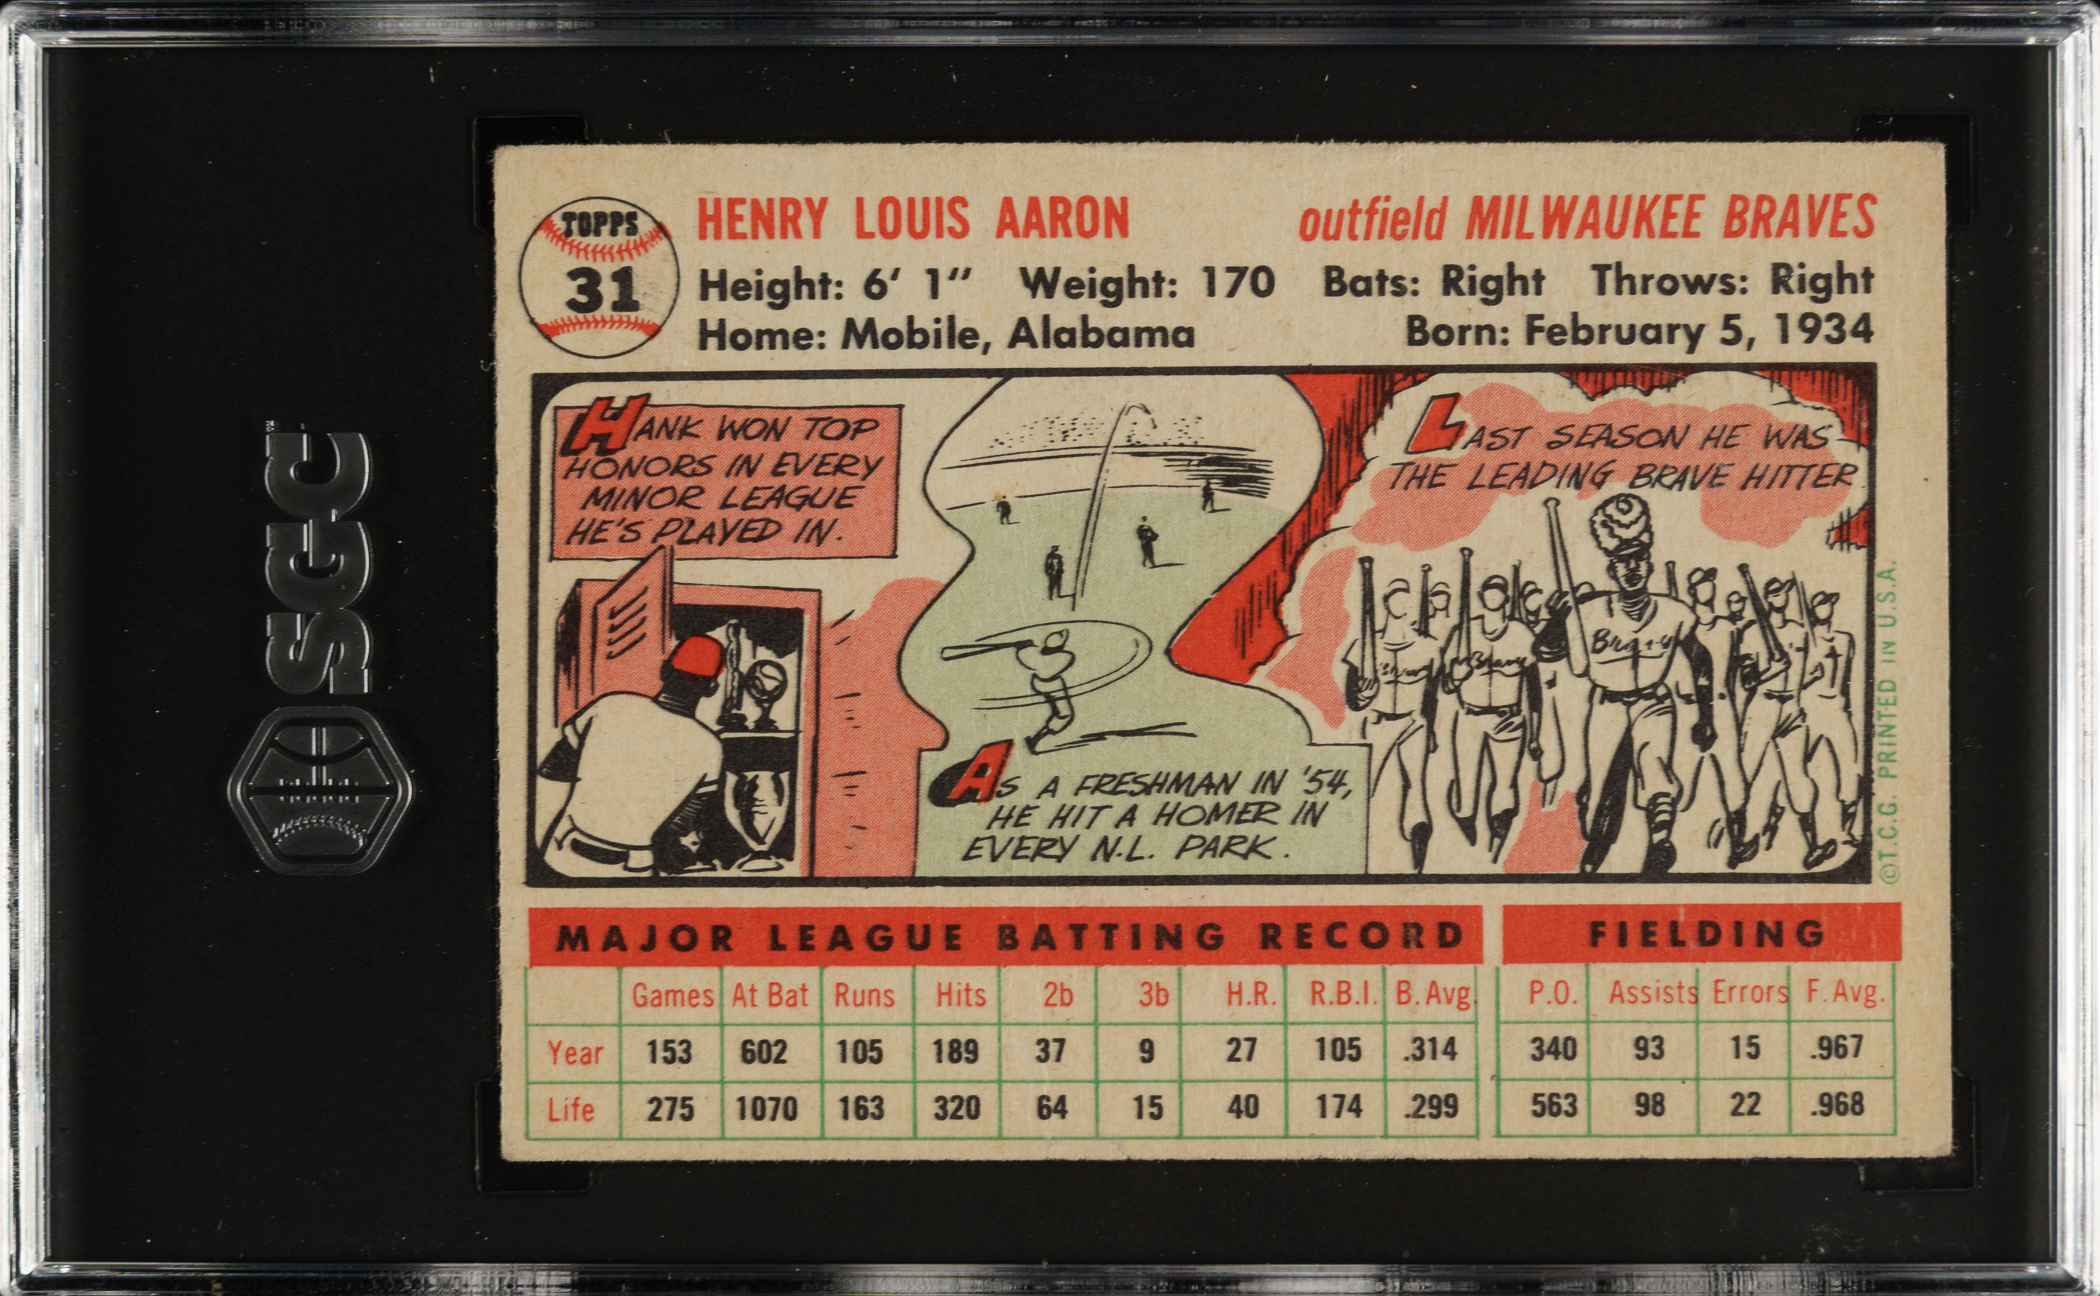 TOPPS
31
HENRY LOUIS AARON outfield MILWAUKEE BRAVES
Height: 6' 1" Weight: 170 Bats: Right Throws: Right
Home: Mobile, Alabama Born: February 5, 1934
HANK WON TOP
HONORS IN EVERY
MINOR LEAGUE
HE'S PLAYED IN.
AS A FRESHMAN IN '54,
HE HIT A HOMER IN
EVERY N.L. PARK.
LAST SEASON HE WAS
THE LEADING BRAVE HITTER
©T.C.G. PRINTED IN U.S.A.
MAJOR LEAGUE BATTING RECORD FIELDING
Games At Bat Runs Hits 2b 3b H.R. R.B.I. B. Avg. P.O. Assists Errors F. Avg.
Year 153 602 105 189 37 9 27 105 .314 340 93 15 .967
Life 275 1070 163 320 64 15 40 174 .299 563 98 22 .968
SGC